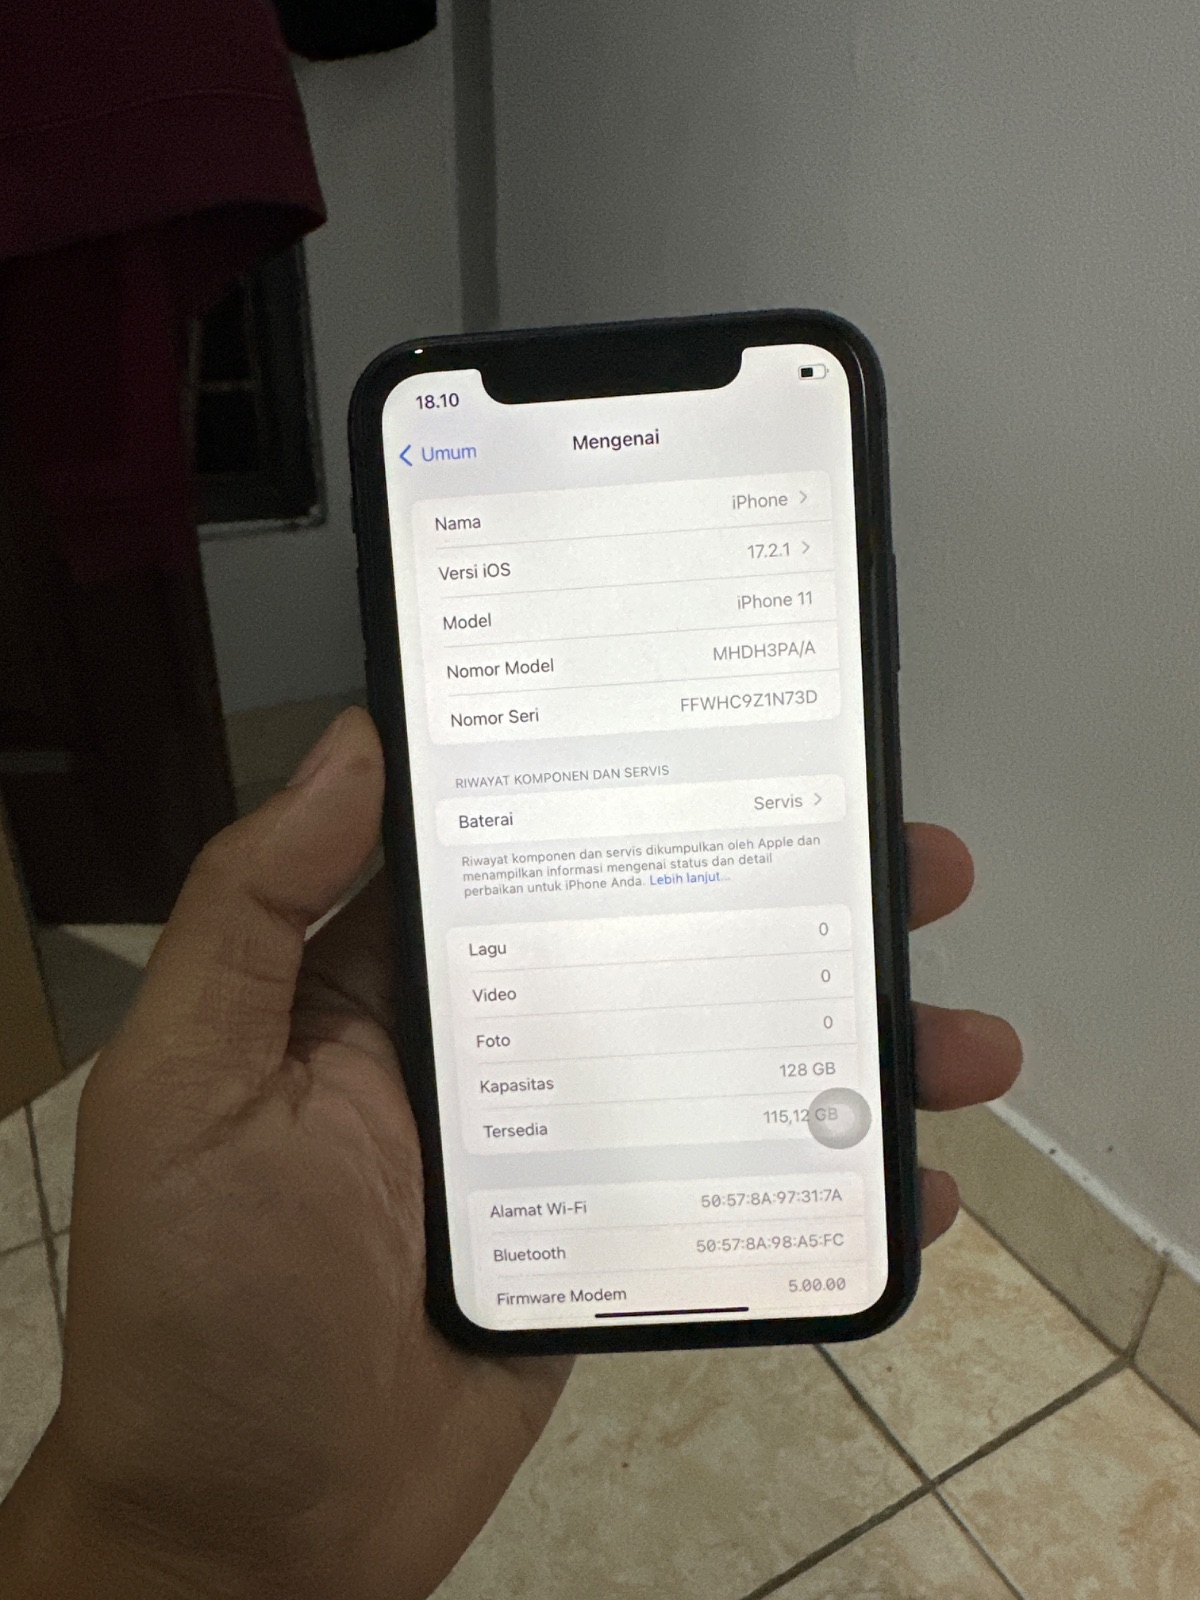 18.10
Umum
Mengenai
Nama iPhone
Versi iOS 17.2.1
Model iPhone 11
Nomor Model MHDH3PA/A
Nomor Seri FFWHC9Z1N73D
RIWAYAT KOMPONEN DAN SERVIS
Baterai Servis
Riwayat komponen dan servis dikumpulkan oleh Apple dan
menampilkan informasi mengenai status dan detail
perbaikan untuk iPhone Anda. Lebih lanjut...
Lagu 0
Video 0
Foto 0
Kapasitas 128 GB
Tersedia 115,12 GB
Alamat Wi-Fi 50:57:8A:97:31:7A
Bluetooth 50:57:8A:98:A5:FC
Firmware Modem 5.00.00